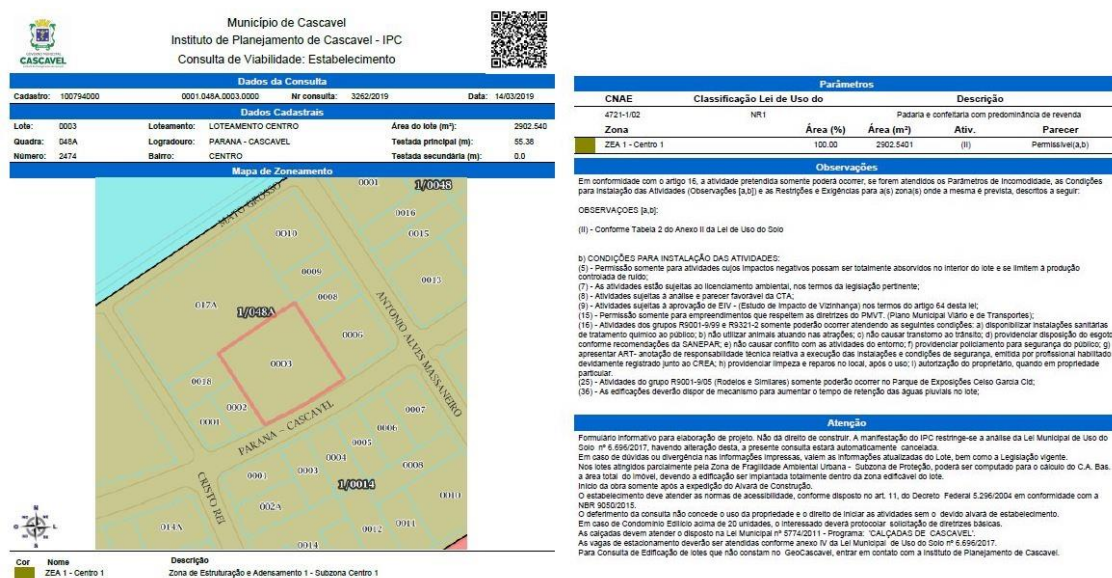 Município de Cascavel
Instituto de Planejamento de Cascavel - IPC
Consulta de Viabilidade: Estabelecimento
CASCAVEL
Dados da Consulta
Cadastro: 100794000 0001.048A.0003.0000 Nr consulta: 3262/2019 Data: 14/03/2019
Dados Cadastrais
Lote: 0003 Loteamento: LOTEAMENTO CENTRO Área do lote (m²): 2902.540
Quadra: 048A Logradouro: PARANA - CASCAVEL Testada principal (m): 55.38
Número: 2474 Bairro: CENTRO Testada secundária (m): 0.0
Mapa de Zoneamento
0001 1/0048
MATO GROSSO
0016
0010 0015
0009 0013
017A 0008
1/048A
0006
ANTONIO ALVES MASSANEIRO
0003
0018
0002
0001
PARANA - CASCAVEL
0007
0006
0005
0004
0003 0008
0001
1/0014
CRISTO REI
002A
0010
014A
0012 0011
0014
Cor Nome Descrição
ZEA 1 - Centro 1 Zona de Estruturação e Adensamento 1 - Subzona Centro 1
Parâmetros
CNAE Classificação Lei de Uso do Descrição
4721-1/02 NR1 Padaria e confeitaria com predominância de revenda
Zona Área (%) Área (m²) Ativ. Parecer
ZEA 1 - Centro 1 100.00 2902.5401 (II) Permissível(a,b)
Observações
Em conformidade com o artigo 16, a atividade pretendida somente poderá ocorrer, se forem atendidos os Parâmetros de Incomodidade, as Condições
para Instalação das Atividades (Observações [a,b]) e as Restrições e Exigências para a(s) zona(s) onde a mesma é prevista, descritos a seguir:
OBSERVAÇOES [a,b]:
(II) - Conforme Tabela 2 do Anexo II da Lei de Uso do Solo
b) CONDIÇÕES PARA INSTALAÇÃO DAS ATIVIDADES:
(5) - Permissão somente para atividades cujos impactos negativos possam ser totalmente absorvidos no interior do lote e se limitem à produção
controlada de ruído;
(7) - As atividades estão sujeitas ao licenciamento ambiental, nos termos da legislação pertinente;
(8) - Atividades sujeitas à análise e parecer favorável da CTA;
(9) - Atividades sujeitas à aprovação de EIV - (Estudo de Impacto de Vizinhança) nos termos do artigo 64 desta lei;
(15) - Permissão somente para empreendimentos que respeitem as diretrizes do PMVT. (Plano Municipal Viário e de Transportes);
(16) - Atividades dos grupos R9001-9/99 e R9321-2 somente poderão ocorrer atendendo as seguintes condições: a) disponibilizar instalações sanitárias
de tratamento químico ao público; b) não utilizar animais atuando nas atrações; c) não causar transtorno ao trânsito; d) providenciar disposição do esgoto
conforme recomendações da SANEPAR; e) não causar conflito com as atividades do entorno; f) providenciar policiamento para segurança do público; g)
apresentar ART- anotação de responsabilidade técnica relativa a execução das instalações e condições de segurança, emitida por profissional habilitado
devidamente registrado junto ao CREA; h) providenciar limpeza e reparos no local, após o uso; i) autorização do proprietário, quando em propriedade
particular.
(25) - Atividades do grupo R9001-9/05 (Rodeios e Similares) somente poderão ocorrer no Parque de Exposições Celso Garcia Cid;
(36) - As edificações deverão dispor de mecanismo para aumentar o tempo de retenção das águas pluviais no lote;
Atenção
Formulário informativo para elaboração de projeto. Não dá direito de construir. A manifestação do IPC restringe-se a análise da Lei Municipal de Uso do
Solo nº 6.696/2017, havendo alteração desta, a presente consulta estará automaticamente cancelada.
Em caso de dúvidas ou divergência nas informações impressas, valem as informações atualizadas do Lote, bem como a Legislação vigente.
Nos lotes atingidos parcialmente pela Zona de Fragilidade Ambiental Urbana - Subzona de Proteção, poderá ser computado para o cálculo do C.A. Bas.
a área total do imóvel, devendo a edificação ser implantada totalmente dentro da zona edificável do lote.
Início da obra somente após a expedição do Alvará de Construção.
O estabelecimento deve atender as normas de acessibilidade, conforme disposto no art. 11, do Decreto Federal 5.296/2004 em conformidade com a
NBR 9050/2015.
O deferimento da consulta não concede o uso da propriedade e o direito de iniciar as atividades sem o devido alvará de estabelecimento.
Em caso de Condomínio Edilício acima de 20 unidades, o interessado deverá protocolar solicitação de diretrizes básicas.
As calçadas devem atender o disposto na Lei Municipal nº 5774/2011 - Programa: 'CALÇADAS DE CASCAVEL'.
As vagas de estacionamento deverão ser atendidas conforme anexo IV da Lei Municipal de Uso do Solo nº 6.696/2017.
Para Consulta de Edificação de lotes que não constam no GeoCascavel, entrar em contato com a Instituto de Planejamento de Cascavel.